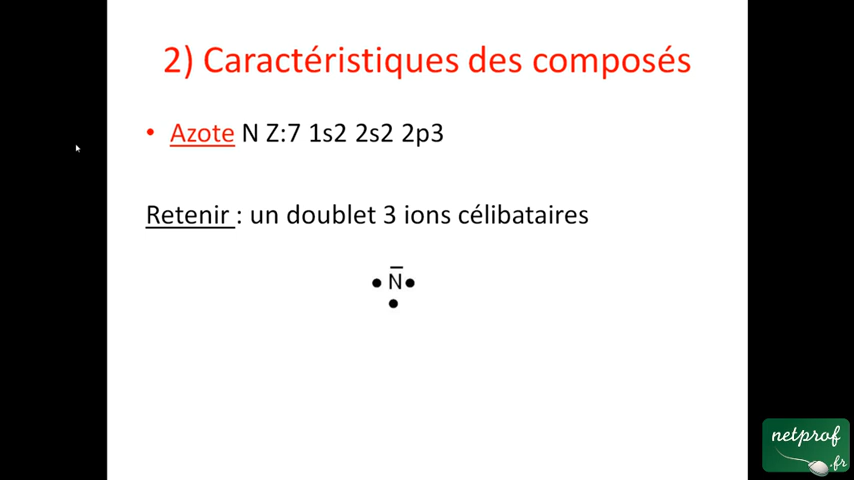 2) Caractéristiques des composés
• Azote N Z:7 1s2 2s2 2p3
Retenir : un doublet 3 ions célibataires
N
netprof
.fr